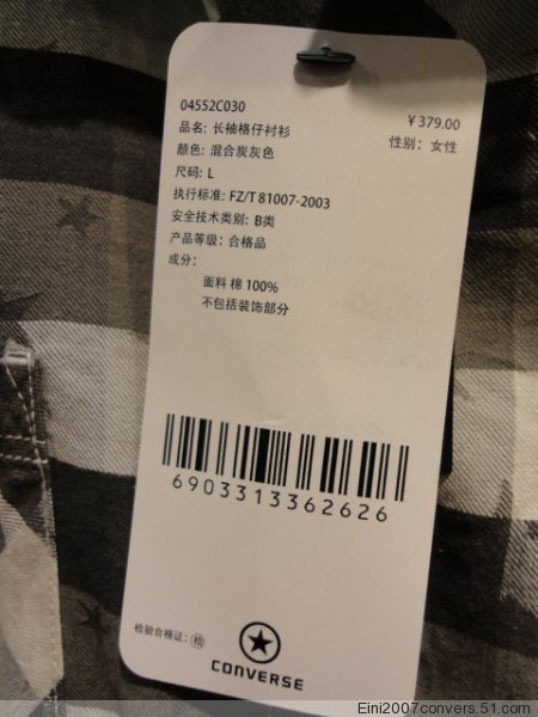 04552C030
¥379.00
品名: 长袖格仔衬衫
性别: 女性
颜色: 混合炭灰色
尺码: L
执行标准: FZ/T 81007-2003
安全技术类别: B类
产品等级: 合格品
成分:
面料 棉 100%
不包括装饰部分
6903313362626
检验合格证: 检
CONVERSE
Eini2007convers.51.com